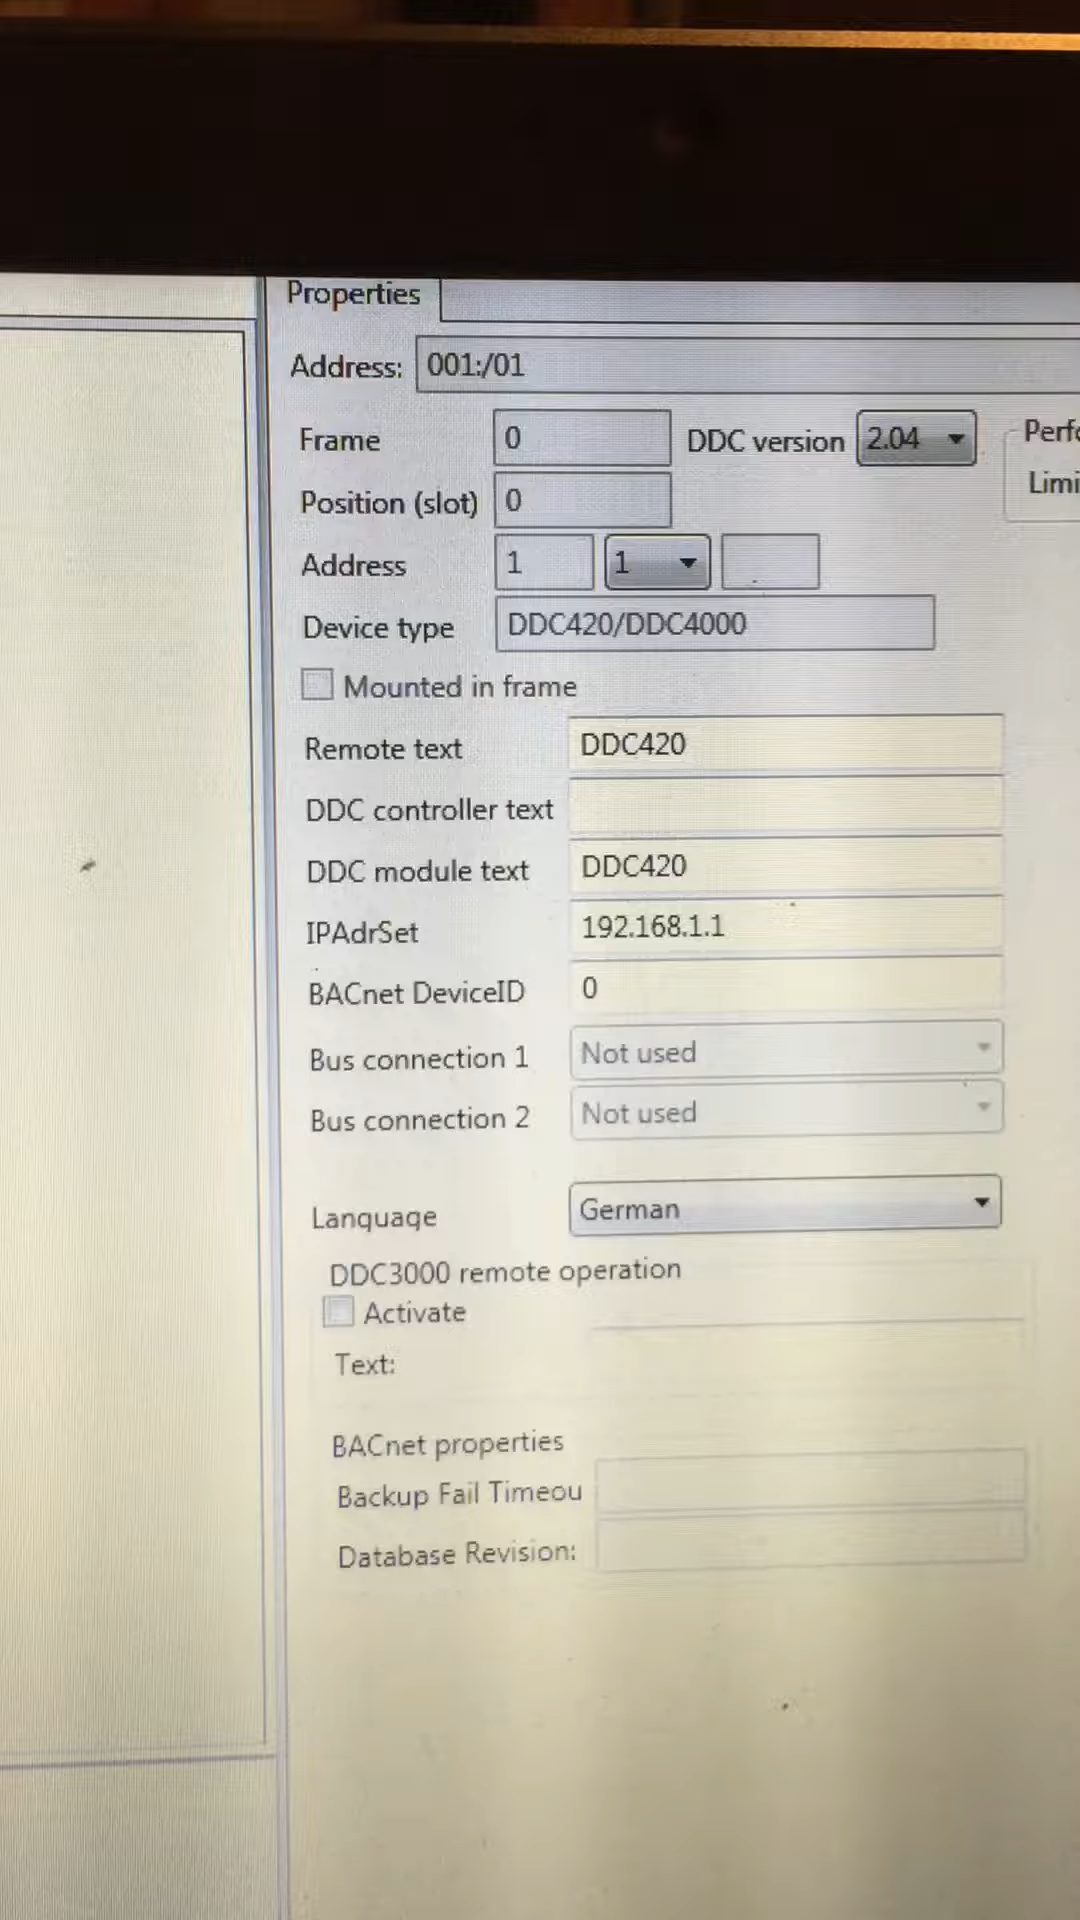 Properties
Address: 001:/01
Frame 0 DDC version 2.04
Position (slot) 0
Address 1 1
Device type DDC420/DDC4000
Mounted in frame
Remote text DDC420
DDC controller text
DDC module text DDC420
IPAdrSet 192.168.1.1
BACnet DeviceID 0
Bus connection 1 Not used
Bus connection 2 Not used
Language German
DDC3000 remote operation
Activate
Text:
BACnet properties
Backup Fail Timeou
Database Revision: